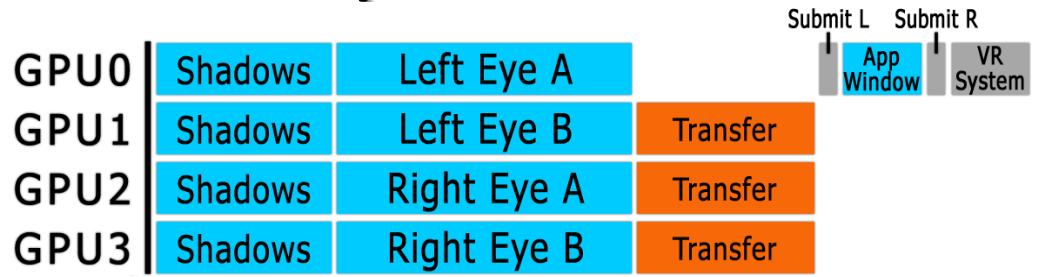 Submit L Submit R
GPU0 Shadows Left Eye A App Window VR System
GPU1 Shadows Left Eye B Transfer
GPU2 Shadows Right Eye A Transfer
GPU3 Shadows Right Eye B Transfer